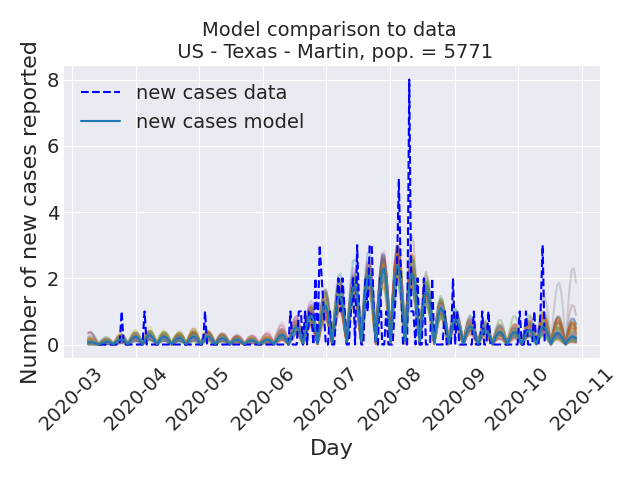 Model comparison to data
US - Texas - Martin, pop. = 5771
Number of new cases reported
8
6
4
2
0
new cases data
new cases model
2020-03
2020-04
2020-05
2020-06
2020-07
2020-08
2020-09
2020-10
2020-11
Day